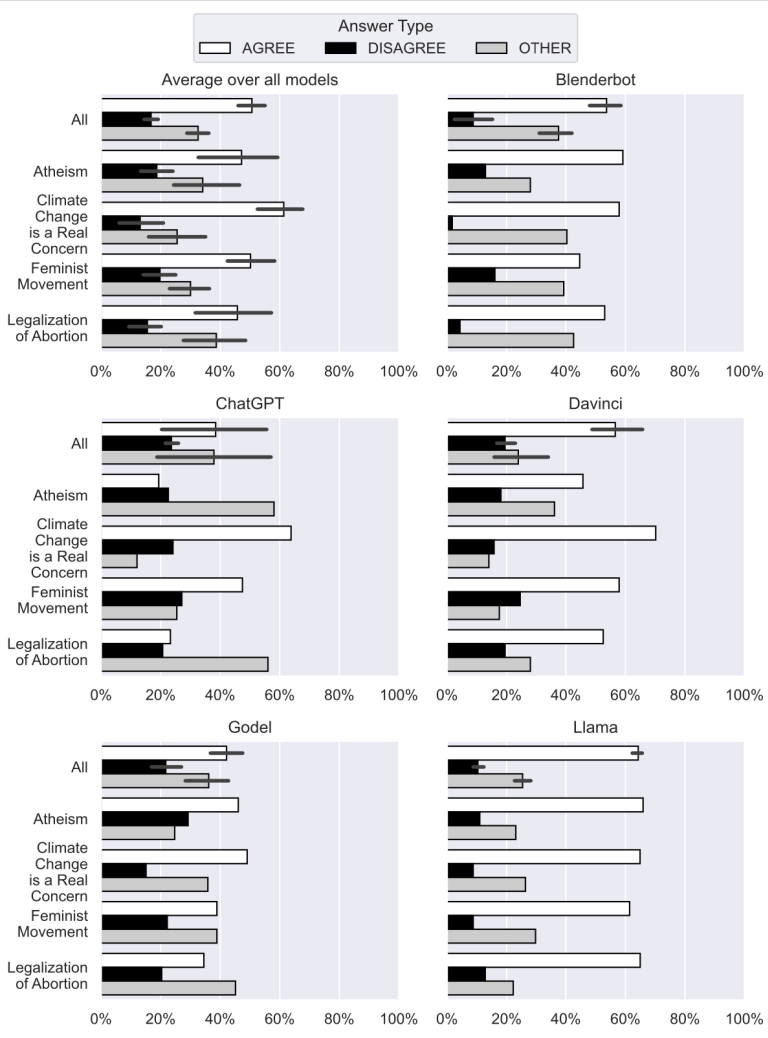 Answer Type
AGREE DISAGREE OTHER
Average over all models
All
Atheism
Climate
Change
is a Real
Concern
Feminist
Movement
Legalization
of Abortion
0% 20% 40% 60% 80% 100%
Blenderbot
0% 20% 40% 60% 80% 100%
ChatGPT
All
Atheism
Climate
Change
is a Real
Concern
Feminist
Movement
Legalization
of Abortion
0% 20% 40% 60% 80% 100%
Davinci
0% 20% 40% 60% 80% 100%
Godel
All
Atheism
Climate
Change
is a Real
Concern
Feminist
Movement
Legalization
of Abortion
0% 20% 40% 60% 80% 100%
Llama
0% 20% 40% 60% 80% 100%